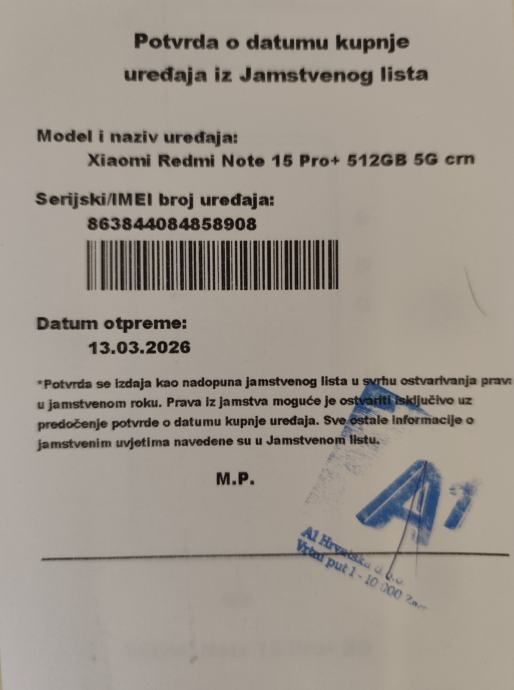 Potvrda o datumu kupnje
uređaja iz Jamstvenog lista
Model i naziv uređaja:
Xiaomi Redmi Note 15 Pro+ 512GB 5G crn
Serijski/IMEI broj uređaja:
863844084858908
Datum otpreme:
13.03.2026
*Potvrda se izdaja kao nadopuna jamstvenog lista u svrhu ostvarivanja prava
u jamstvenom roku. Prava iz jamstva moguće je ostvariti isključivo uz
predočenje potvrde o datumu kupnje uređaja. Sve ostale informacije o
jamstvenim uvjetima navedene su u Jamstvenom listu.
M.P.
A1
A1 Hrvatska d.o.o.
Vrtni put 1 - 10 000